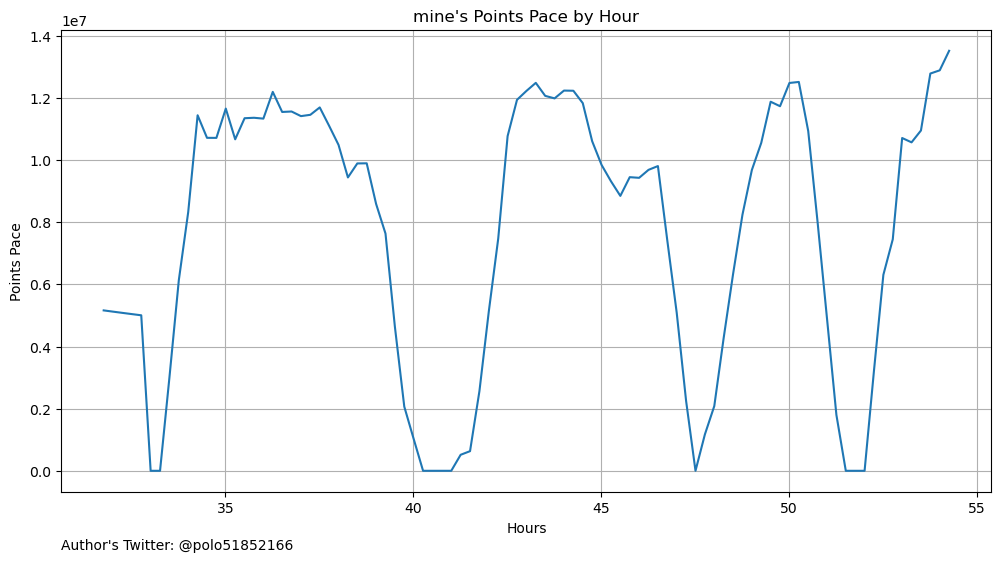 mine's Points Pace by Hour
1e7
1.4
1.2
1.0
0.8
0.6
0.4
0.2
0.0
Points Pace
35 40 45 50 55
Hours
Author's Twitter: @polo51852166